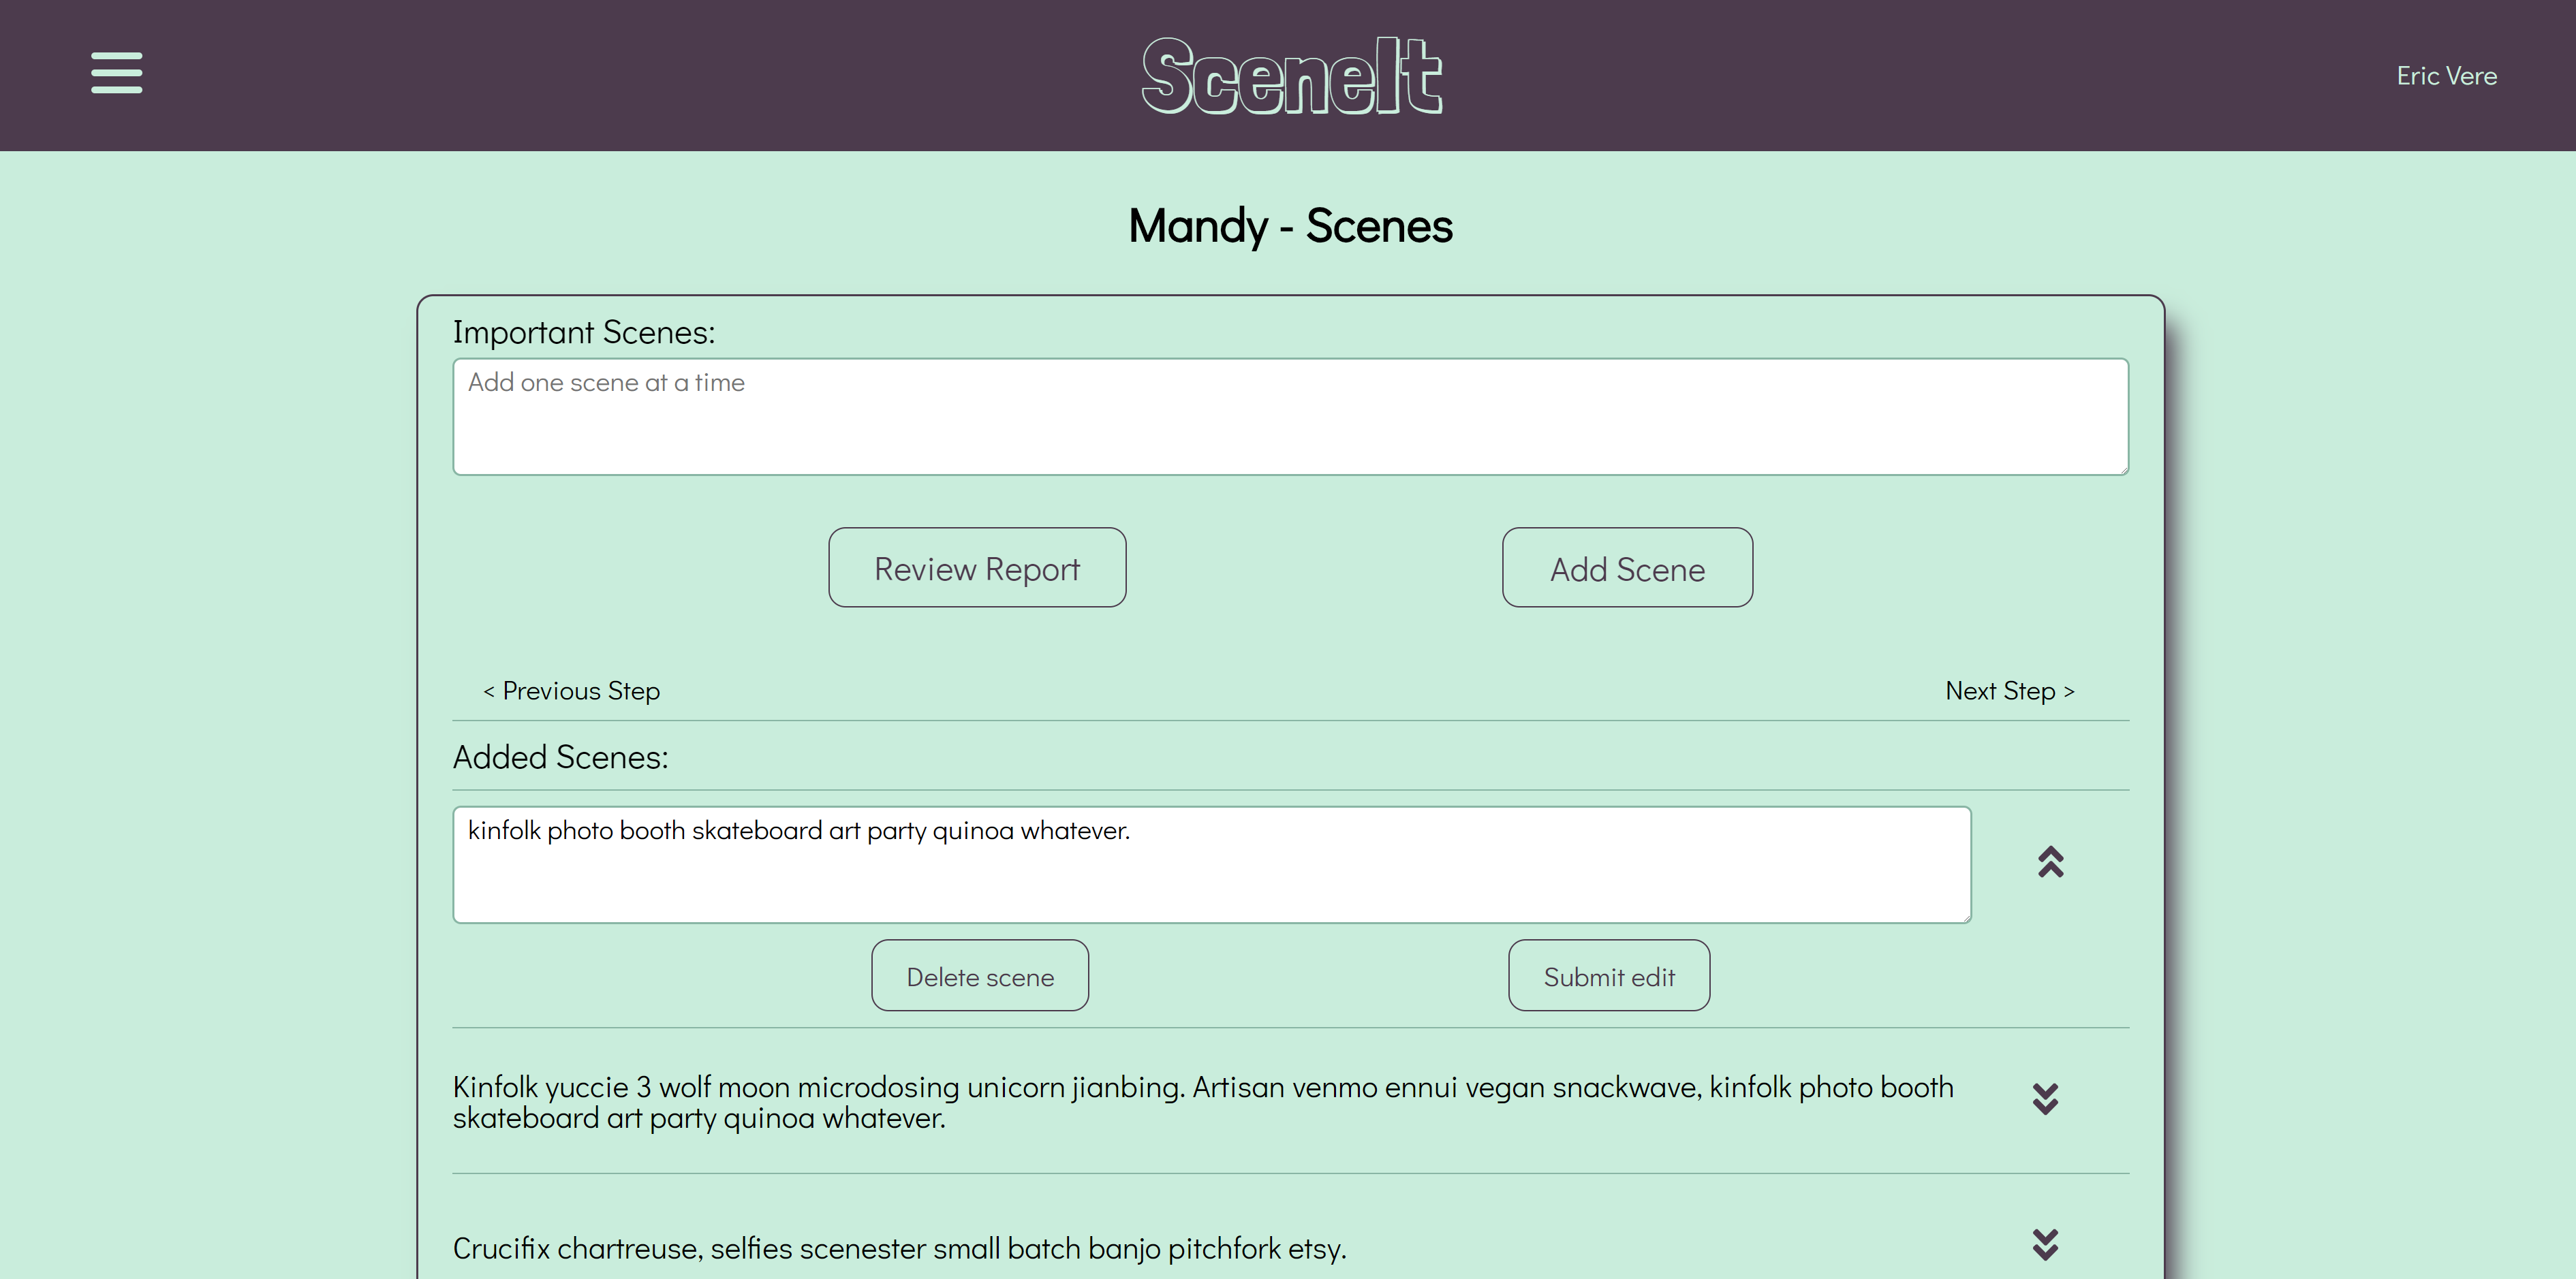 SceneIt
Eric Vere
Mandy - Scenes
Important Scenes:
Add one scene at a time
Review Report
Add Scene
< Previous Step
Next Step >
Added Scenes:
kinfolk photo booth skateboard art party quinoa whatever.
Delete scene
Submit edit
Kinfolk yuccie 3 wolf moon microdosing unicorn jianbing. Artisan venmo ennui vegan snackwave, kinfolk photo booth
skateboard art party quinoa whatever.
Crucifix chartreuse, selfies scenester small batch banjo pitchfork etsy.